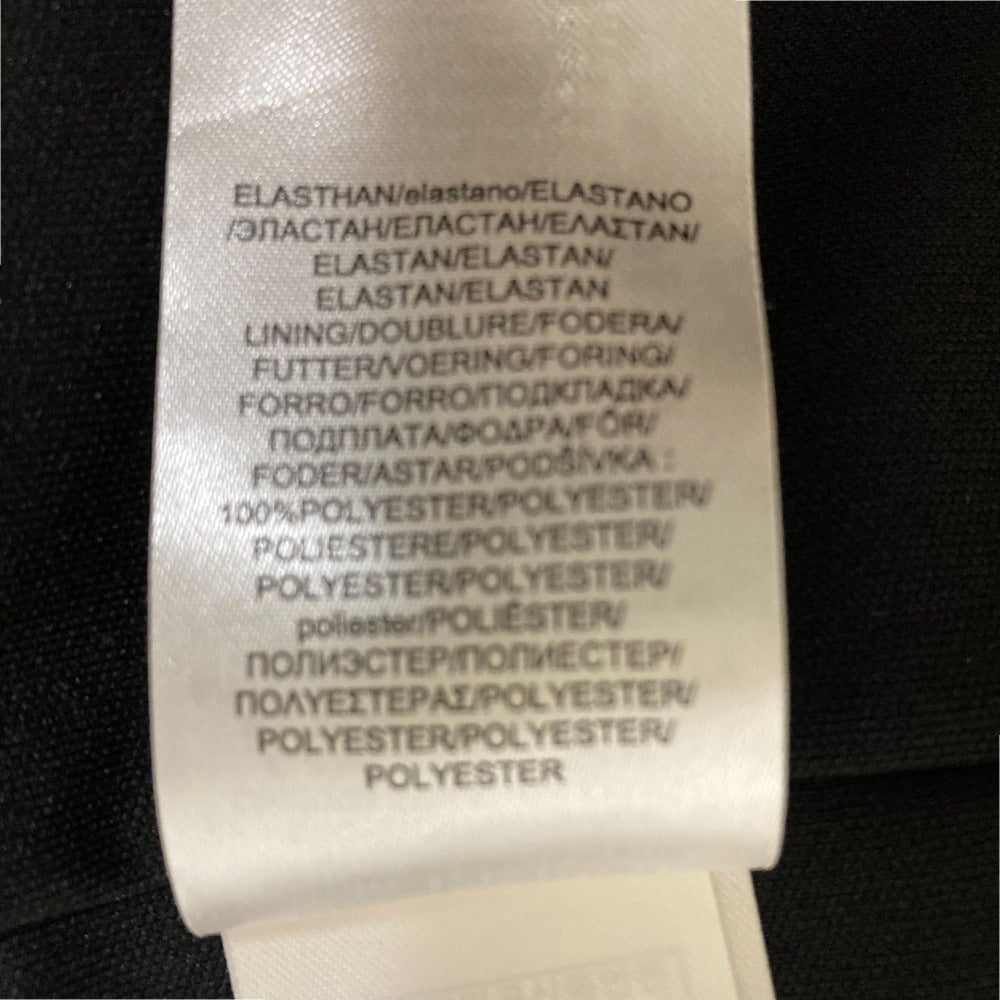 ELASTHAN/elastano/ELASTANO
/ЭЛАСТАН/ЕЛАСТАН/ΕΛΑΣΤΑΝ/
ELASTAN/ELASTAN/
ELASTAN/ELASTAN
LINING/DOUBLURE/FODERA/
FUTTER/VOERING/FORING/
FORRO/FORRO/ПОДКЛАДКА/
ПОДПЛАТА/ΦΟΔΡΑ/FÓR/
FODER/ASTAR/PODŠÍVKA :
100%POLYESTER/POLYESTER/
POLIESTERE/POLYESTER/
POLYESTER/POLYESTER/
poliester/POLIÉSTER/
ПОЛИЭСТЕР/ПОЛИЕСТЕР/
ΠΟΛΥΕΣΤΕΡΑΣ/POLYESTER/
POLYESTER/POLYESTER/
POLYESTER